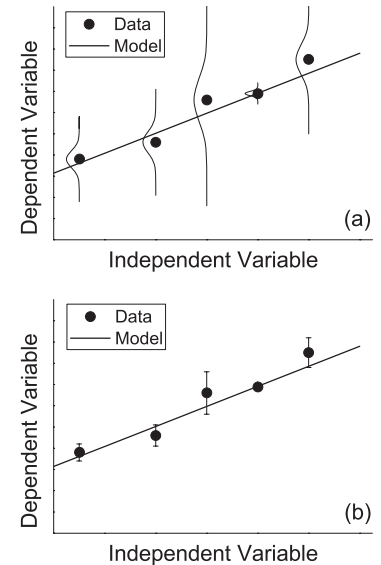 Data
Model
Dependent Variable
(a)
Independent Variable
Data
Model
Dependent Variable
(b)
Independent Variable